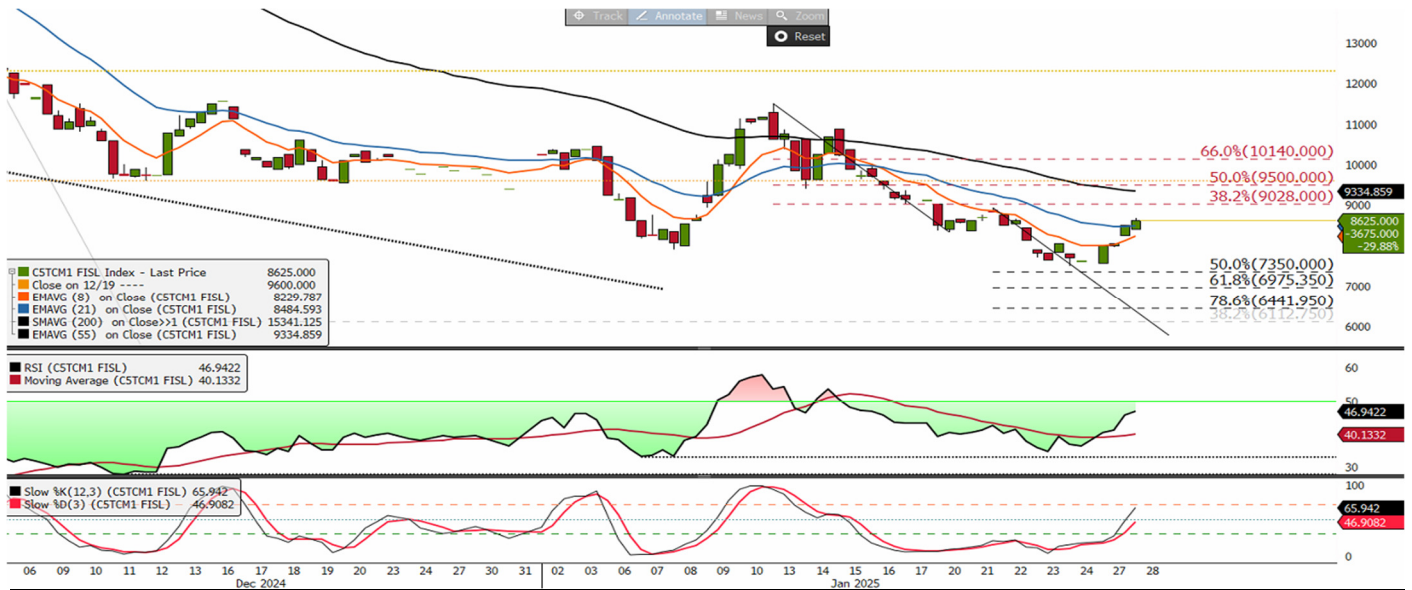 Track Annotate News Zoom
Reset
13000
12000
11000
10000
9000
7000
6000
66.0%(10140.000)
50.0%(9500.000)
38.2%(9028.000)
9334.859
8625.000
-3675.000
-29.88%
50.0%(7350.000)
61.8%(6975.350)
78.6%(6441.950)
38.2%(6112.750)
C5TCM1 FISL Index - Last Price 8625.000
Close on 12/19 ---- 9600.000
EMAVG (8) on Close (C5TCM1 FISL) 8229.787
EMAVG (21) on Close (C5TCM1 FISL) 8484.593
SMAVG (200) on Close>>1 (C5TCM1 FISL) 15341.125
EMAVG (55) on Close (C5TCM1 FISL) 9334.859
RSI (C5TCM1 FISL) 46.9422
Moving Average (C5TCM1 FISL) 40.1332
60
50
46.9422
40.1332
30
Slow %K(12,3) (C5TCM1 FISL) 65.942
Slow %D(3) (C5TCM1 FISL) 46.9082
100
65.942
46.9082
0
06 09 10 11 12 13 16 17 18 19 20 23 24 24 27 30 31 02 02 03 06 07 08 09 10 13 14 15 16 17 20 21 22 23 24 27 28
Dec 2024 Jan 2025